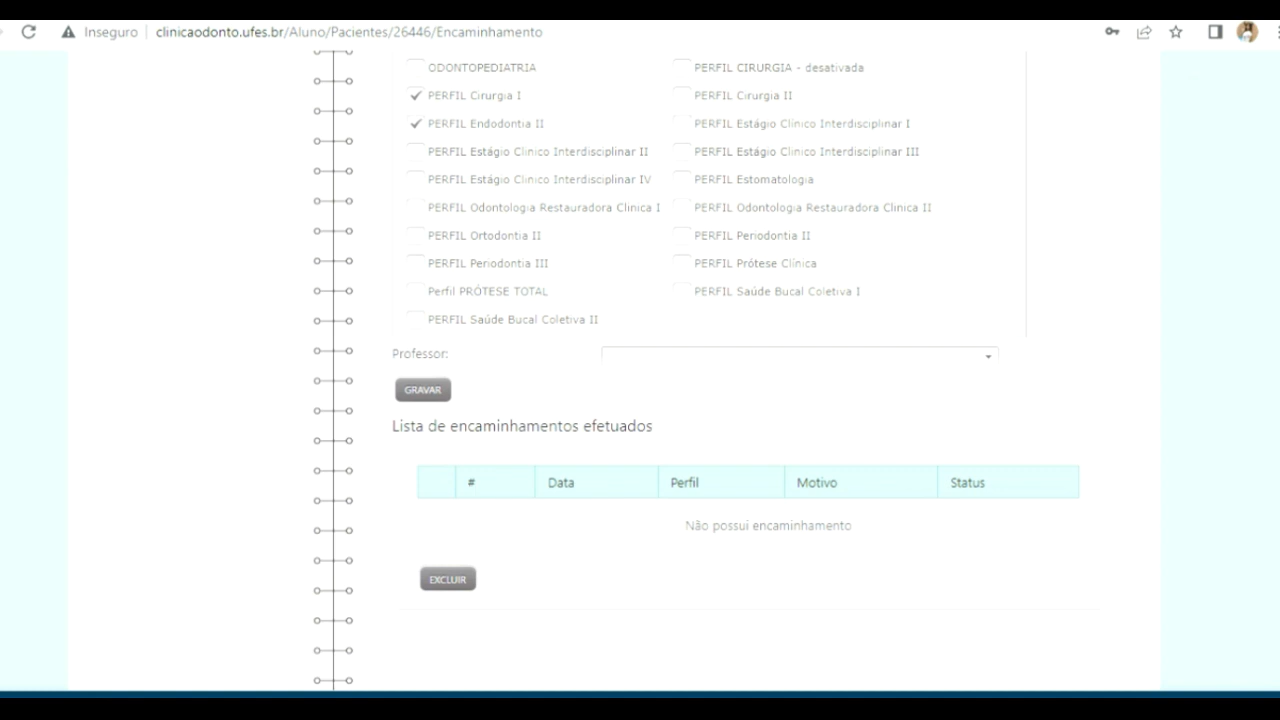 Inseguro clinicaodonto.ufes.br/Aluno/Pacientes/26446/Encaminhamento
ODONTOPEDIATRIA PERFIL CIRURGIA - desativada
PERFIL Cirurgia I PERFIL Cirurgia II
PERFIL Endodontia II PERFIL Estágio Clínico Interdisciplinar I
PERFIL Estágio Clinico Interdisciplinar II PERFIL Estágio Clínico Interdisciplinar III
PERFIL Estágio Clinico Interdisciplinar IV PERFIL Estomatologia
PERFIL Odontologia Restauradora Clinica I PERFIL Odontologia Restauradora Clinica II
PERFIL Ortodontia II PERFIL Periodontia II
PERFIL Periodontia III PERFIL Prótese Clínica
Perfil PRÓTESE TOTAL PERFIL Saúde Bucal Coletiva I
PERFIL Saúde Bucal Coletiva II
Professor:
GRAVAR
Lista de encaminhamentos efetuados
# Data Perfil Motivo Status
Não possui encaminhamento
EXCLUIR